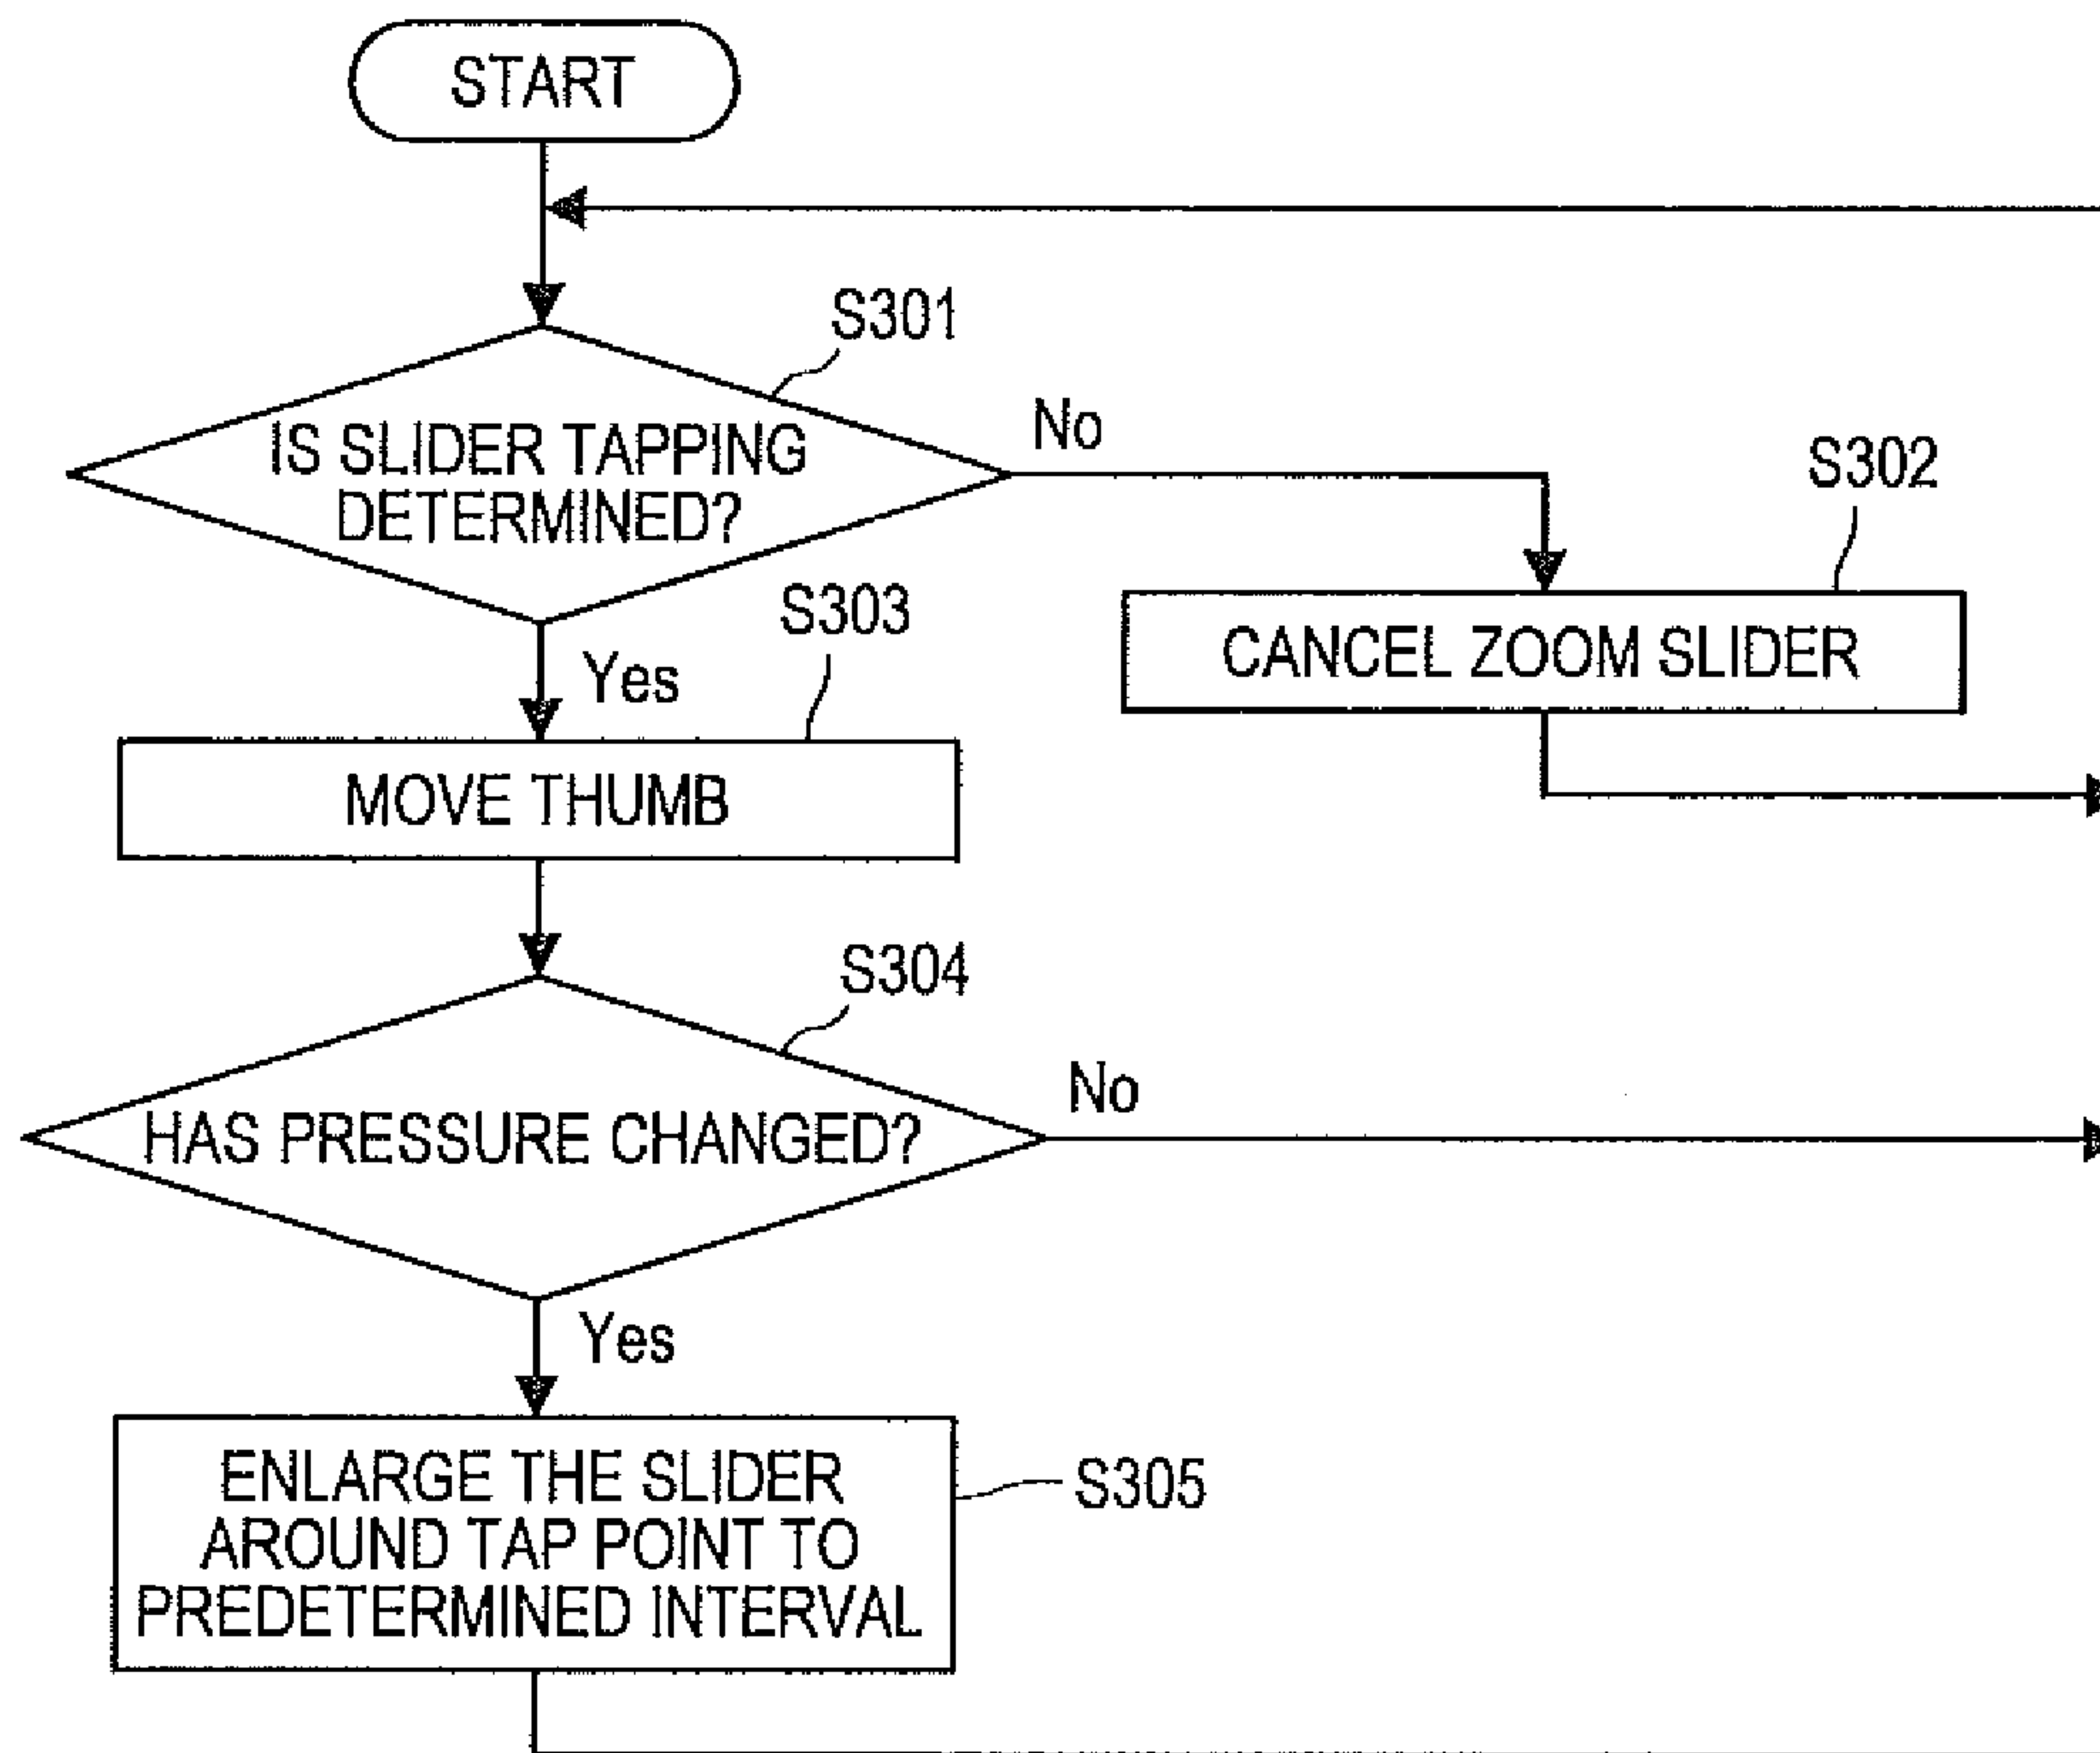 START
S301
IS SLIDER TAPPING
DETERMINED?
No
S302
CANCEL ZOOM SLIDER
Yes
S303
MOVE THUMB
S304
HAS PRESSURE CHANGED?
No
Yes
S305
ENLARGE THE SLIDER
AROUND TAP POINT TO
PREDETERMINED INTERVAL